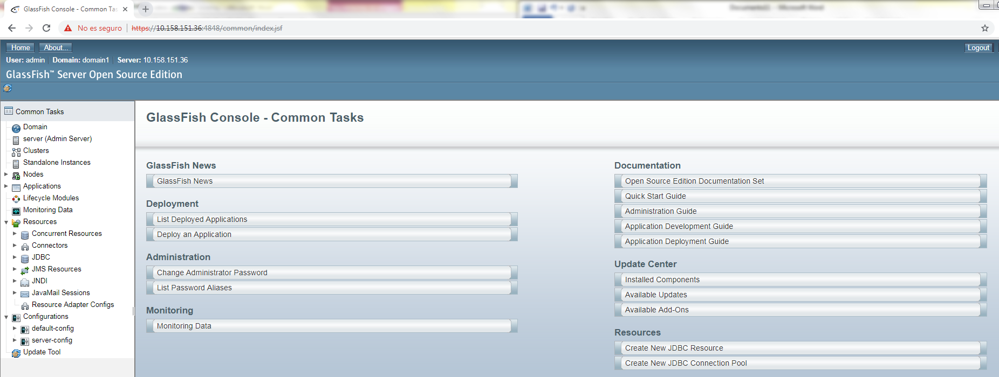 GlassFish Console - Common Tas
No es seguro https://10.158.151.36:4848/common/index.jsf
Home About... Logout
User: admin Domain: domain1 Server: 10.158.151.36
GlassFish™ Server Open Source Edition
Common Tasks
Domain
server (Admin Server)
Clusters
Standalone Instances
Nodes
Applications
Lifecycle Modules
Monitoring Data
Resources
Concurrent Resources
Connectors
JDBC
JMS Resources
JNDI
JavaMail Sessions
Resource Adapter Configs
Configurations
default-config
server-config
Update Tool
GlassFish Console - Common Tasks
GlassFish News
GlassFish News
Deployment
List Deployed Applications
Deploy an Application
Administration
Change Administrator Password
List Password Aliases
Monitoring
Monitoring Data
Documentation
Open Source Edition Documentation Set
Quick Start Guide
Administration Guide
Application Development Guide
Application Deployment Guide
Update Center
Installed Components
Available Updates
Available Add-Ons
Resources
Create New JDBC Resource
Create New JDBC Connection Pool